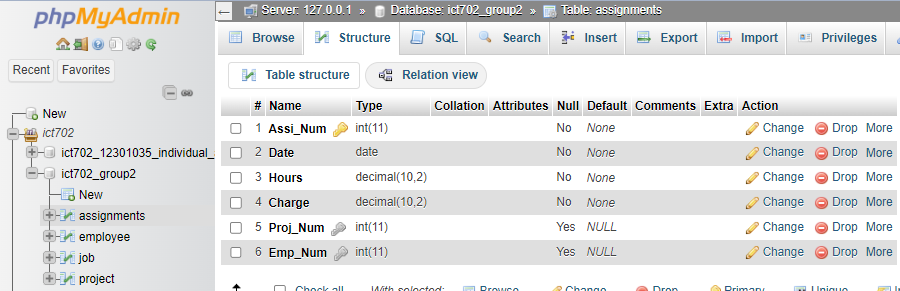 phpMyAdmin
Server: 127.0.0.1 » Database: ict702_group2 » Table: assignments
Browse Structure SQL Search Insert Export Import Privileges
Recent Favorites
Table structure Relation view
# Name Type Collation Attributes Null Default Comments Extra Action
1 Assi_Num int(11) No None Change Drop More
2 Date date No None Change Drop More
3 Hours decimal(10,2) No None Change Drop More
4 Charge decimal(10,2) No None Change Drop More
5 Proj_Num int(11) Yes NULL Change Drop More
6 Emp_Num int(11) Yes NULL Change Drop More
Check all With selected: Browse Change Drop Primary Unique
New
ict702
ict702_12301035_individual_
ict702_group2
New
assignments
employee
job
project